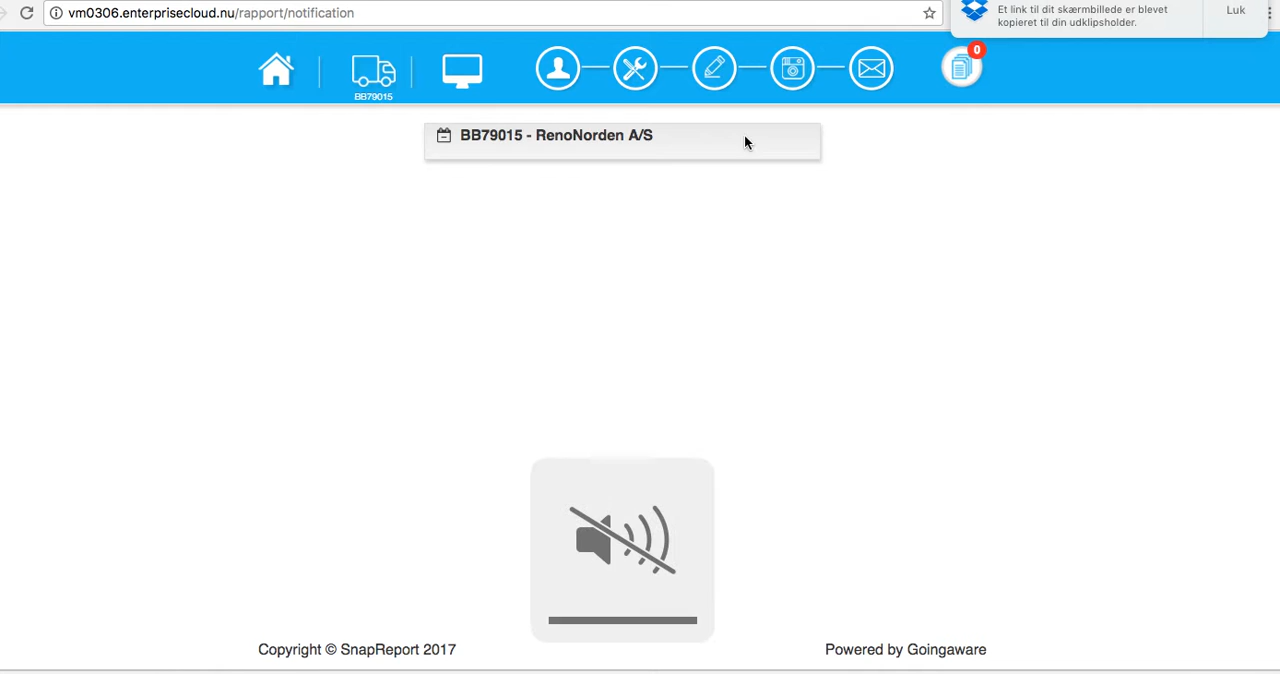 vm0306.enterprisecloud.nu/rapport/notification
Et link til dit skærmbillede er blevet
kopieret til din udklipsholder.
Luk
0
BB79015
BB79015 - RenoNorden A/S
Copyright © SnapReport 2017
Powered by Goingaware